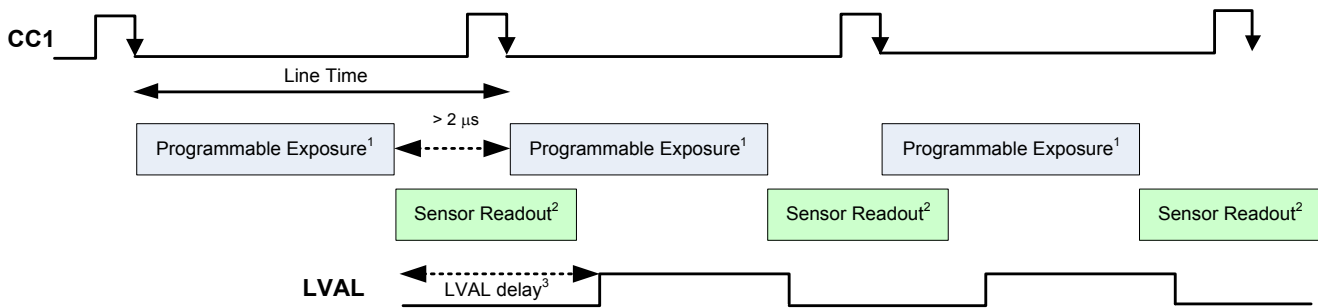 CC1
Line Time
> 2 μs
Programmable Exposure¹ Programmable Exposure¹ Programmable Exposure¹
Sensor Readout² Sensor Readout² Sensor Readout²
LVAL LVAL delay³